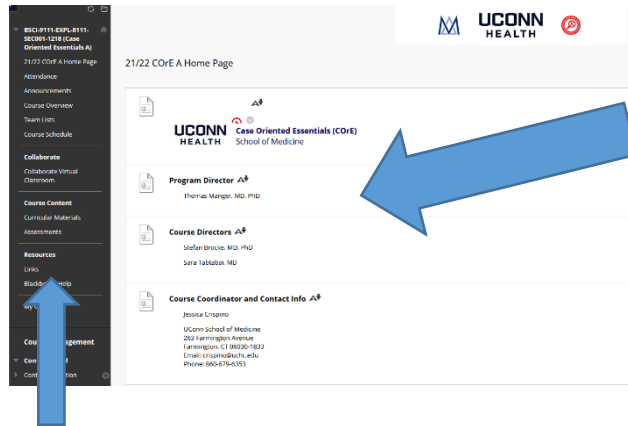 UCONN
HEALTH
BSCI-9111-EXPL-8111-
SEC001-1218 (Case
Oriented Essentials A)
21/22 COrE A Home Page
Attendance
Announcements
Course Overview
Team Lists
Course Schedule
Collaborate
Collaborate Virtual
Classroom
Course Content
Curricular Materials
Assessments
Resources
Links
21/22 COrE A Home Page
UCONN
HEALTH
Case Oriented Essentials (COrE)
School of Medicine
Program Director
Thomas Manger, MD, PhD
Course Directors
Stefan Brocke, MD, PhD
Sara Tabtabai, MD
Course Coordinator and Contact Info
Jessica Crispino
UConn School of Medicine
263 Farmington Avenue
Farmington, CT 06030-1833
Email: crispino@uchc.edu
Phone: 860-679-6353